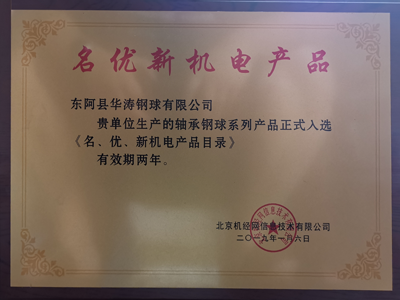 名优新机电产品
东阿县华涛钢球有限公司
贵单位生产的轴承钢球系列产品正式入选
《名、优、新机电产品目录》
有效期两年。
北京机经网信息技术有限公司
二〇一九年一月六日